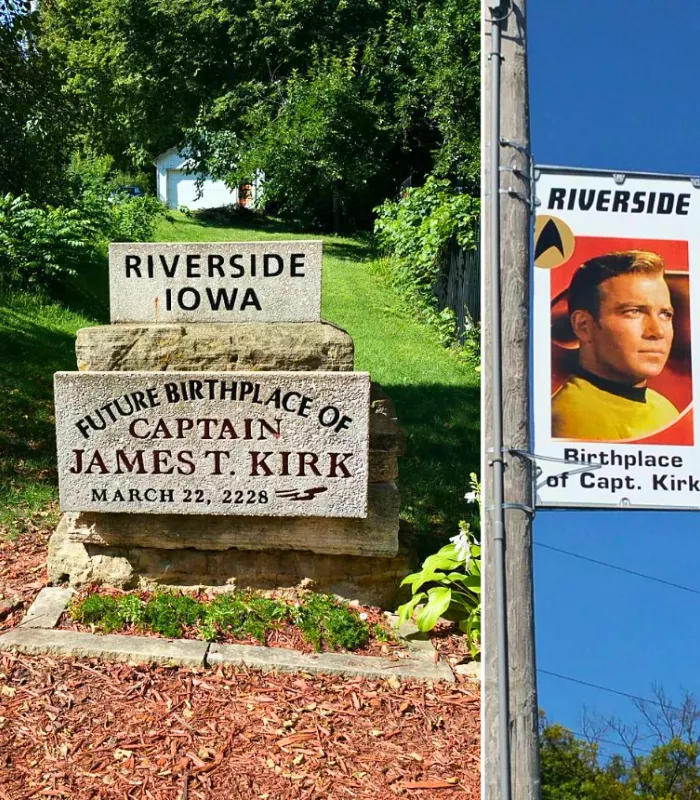 RIVERSIDE
IOWA
FUTURE BIRTHPLACE OF
CAPTAIN
JAMES T. KIRK
MARCH 22, 2228
RIVERSIDE
Birthplace
of Capt. Kirk